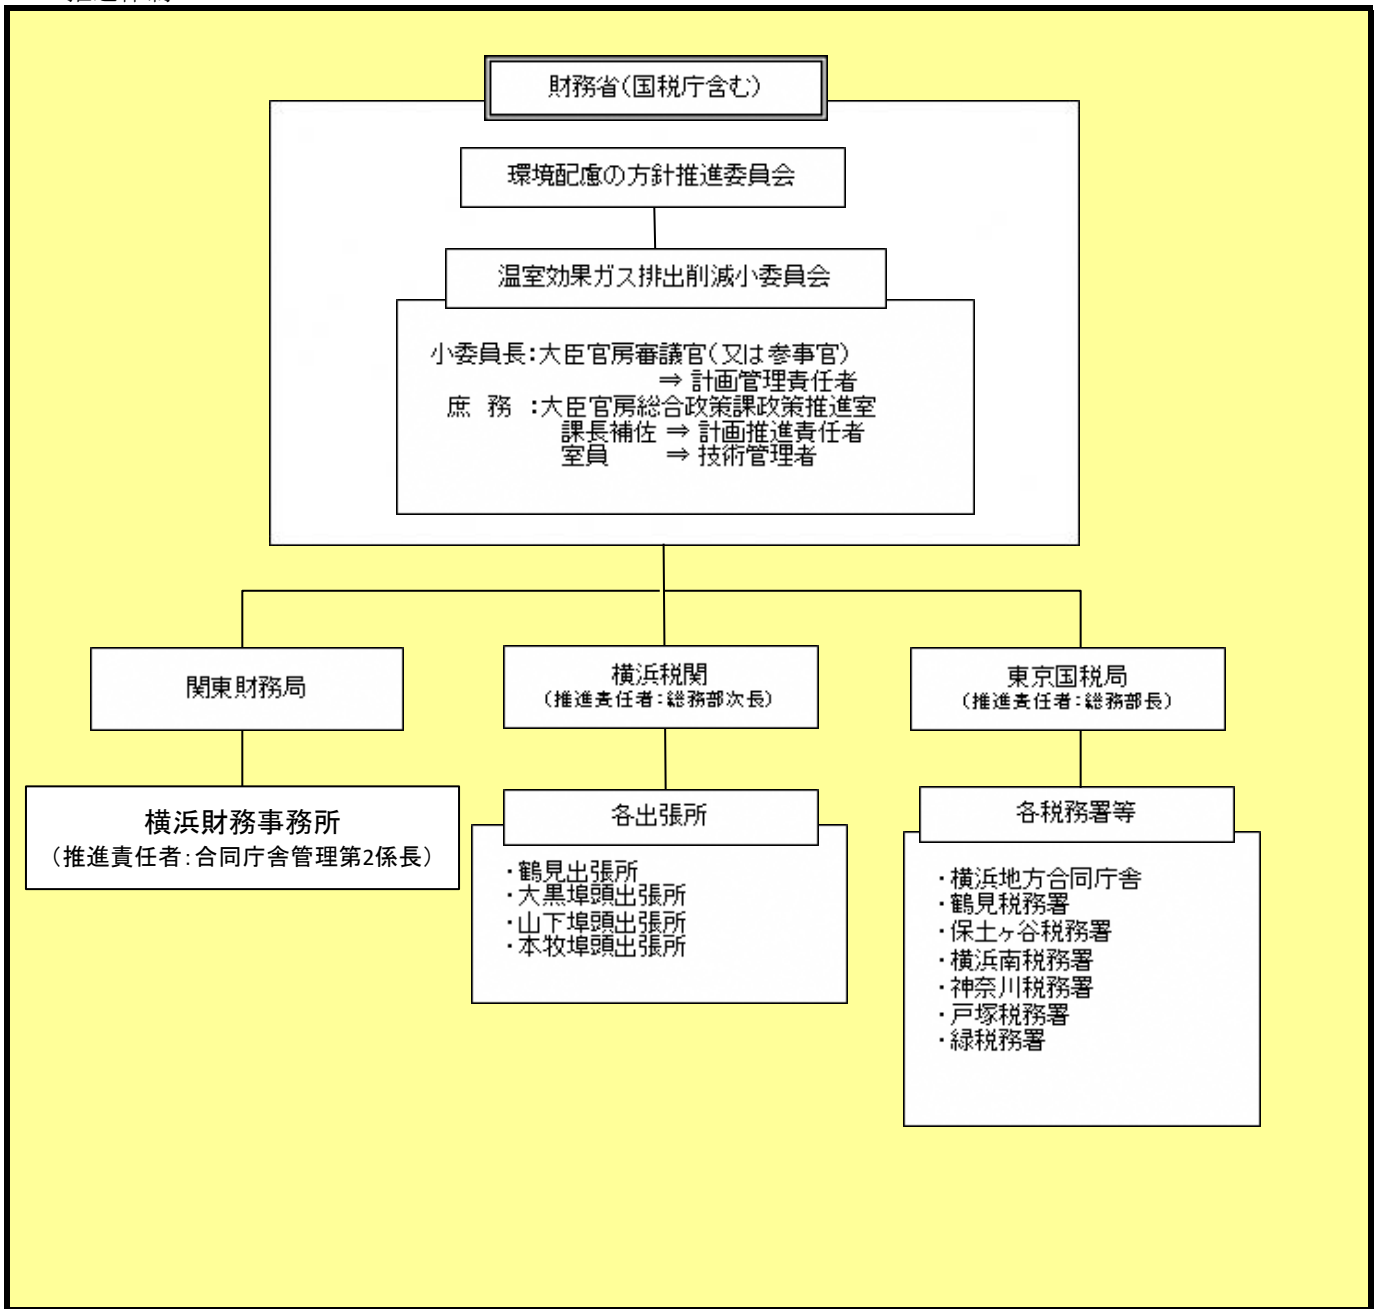 財務省(国税庁含む)
環境配慮の方針推進委員会
温室効果ガス排出削減小委員会
小委員長:大臣官房審議官(又は参事官)
⇒ 計画管理責任者
庶 務 :大臣官房総合政策課政策推進室
課長補佐 ⇒ 計画推進責任者
室員 ⇒ 技術管理者
関東財務局
横浜財務事務所
(推進責任者:合同庁舎管理第2係長)
横浜税関
(推進責任者:総務部次長)
各出張所
・鶴見出張所
・大黒埠頭出張所
・山下埠頭出張所
・本牧埠頭出張所
東京国税局
(推進責任者:総務部長)
各税務署等
・横浜地方合同庁舎
・鶴見税務署
・保土ヶ谷税務署
・横浜南税務署
・神奈川税務署
・戸塚税務署
・緑税務署